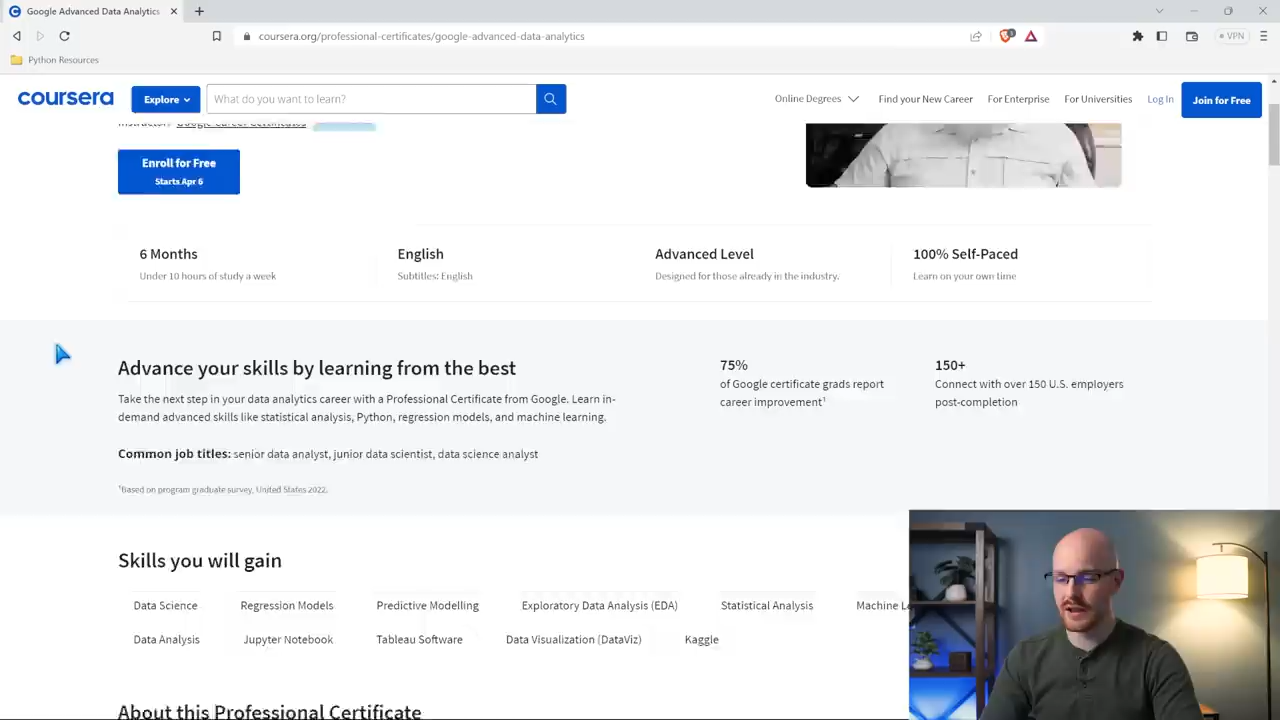 Google Advanced Data Analytics
coursera.org/professional-certificates/google-advanced-data-analytics
VPN
Python Resources
coursera
Explore
What do you want to learn?
Online Degrees
Find your New Career
For Enterprise
For Universities
Log In
Join for Free
Google Career Certificates
Enroll for Free
Starts Apr 6
6 Months
Under 10 hours of study a week
English
Subtitles: English
Advanced Level
Designed for those already in the industry.
100% Self-Paced
Learn on your own time
Advance your skills by learning from the best
Take the next step in your data analytics career with a Professional Certificate from Google. Learn in-
demand advanced skills like statistical analysis, Python, regression models, and machine learning.
Common job titles: senior data analyst, junior data scientist, data science analyst
¹Based on program graduate survey, United States 2022.
75%
of Google certificate grads report
career improvement¹
150+
Connect with over 150 U.S. employers
post-completion
Skills you will gain
Data Science
Regression Models
Predictive Modelling
Exploratory Data Analysis (EDA)
Statistical Analysis
Machine Le
Data Analysis
Jupyter Notebook
Tableau Software
Data Visualization (DataViz)
Kaggle
About this Professional Certificate